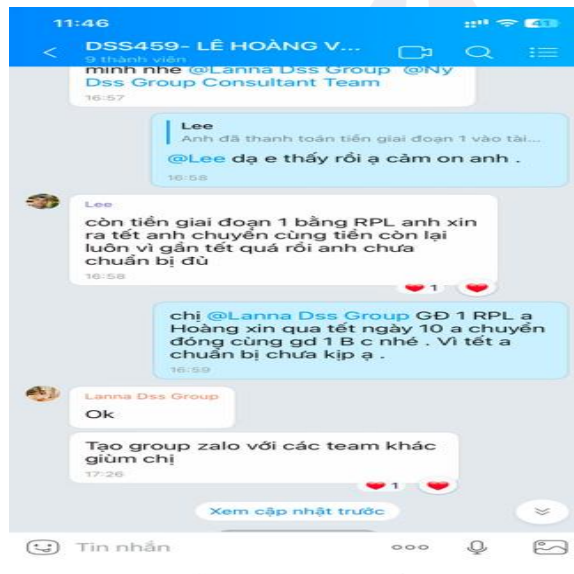 11:46
41
DSS459- LÊ HOÀNG V...
9 thành viên
mình nhé @Lanna Dss Group @Ny
Dss Group Consultant Team
16:57
Lee
Anh đã thanh toán tiền giai đoạn 1 vào tài...
@Lee dạ e thấy rồi ạ cảm on anh .
16:58
Lee
còn tiền giai đoạn 1 bằng RPL anh xin
ra tết anh chuyển cùng tiền còn lại
luôn vì gần tết quá rồi anh chưa
chuẩn bị đủ
16:58
1
chị @Lanna Dss Group GĐ 1 RPL a
Hoàng xin qua tết ngày 10 a chuyển
đóng cùng gd 1 B c nhé . Vì tết a
chuẩn bị chưa kịp ạ .
16:59
Lanna Dss Group
Ok
Tạo group zalo với các team khác
giùm chị
17:26
1
Xem cập nhật trước
Tin nhắn